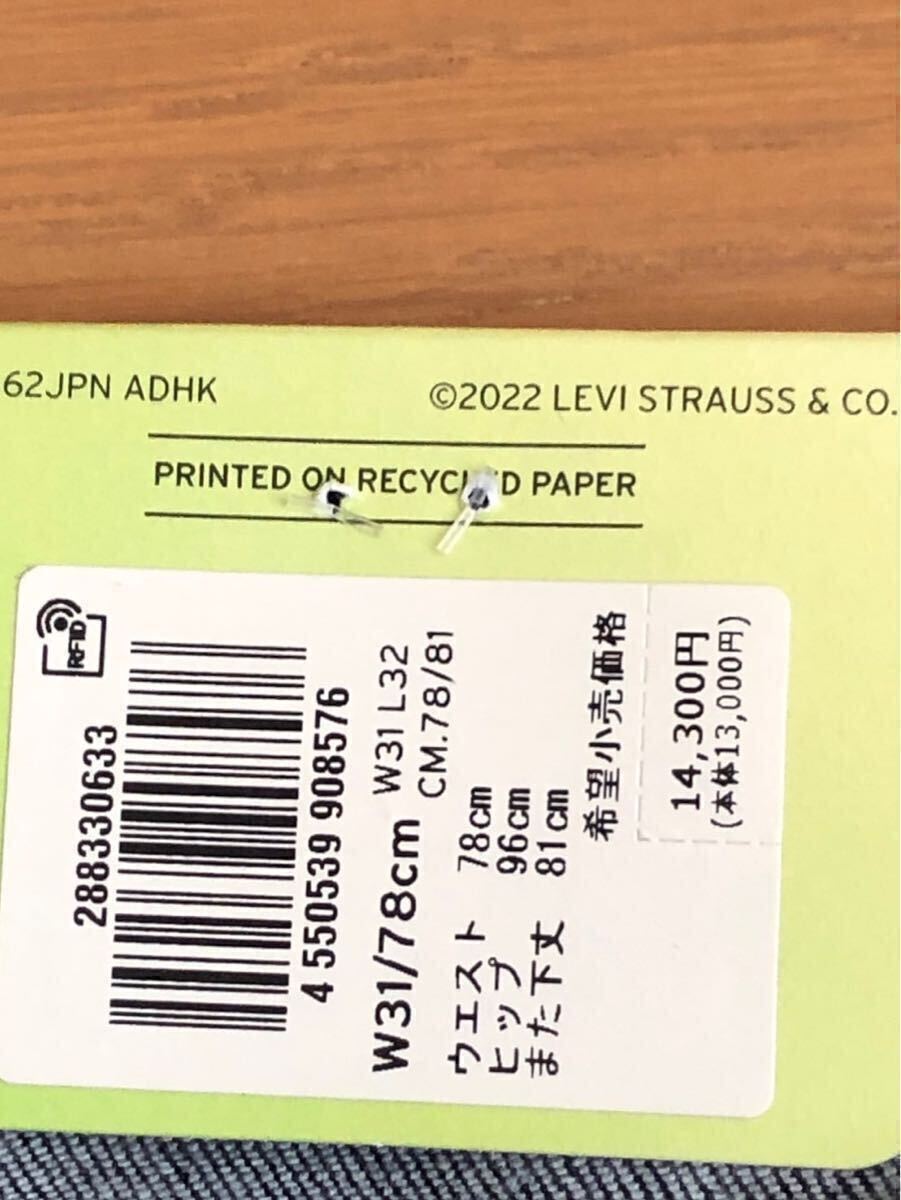 62JPN ADHK
©2022 LEVI STRAUSS & CO.
PRINTED ON RECYCLED PAPER
RFID
288330633
4 550539 908576
W31/78cm W31 L32
CM.78/81
ウエスト 78cm
ヒップ 96cm
また下丈 81cm
希望小売価格
14,300円
(本体13,000円)